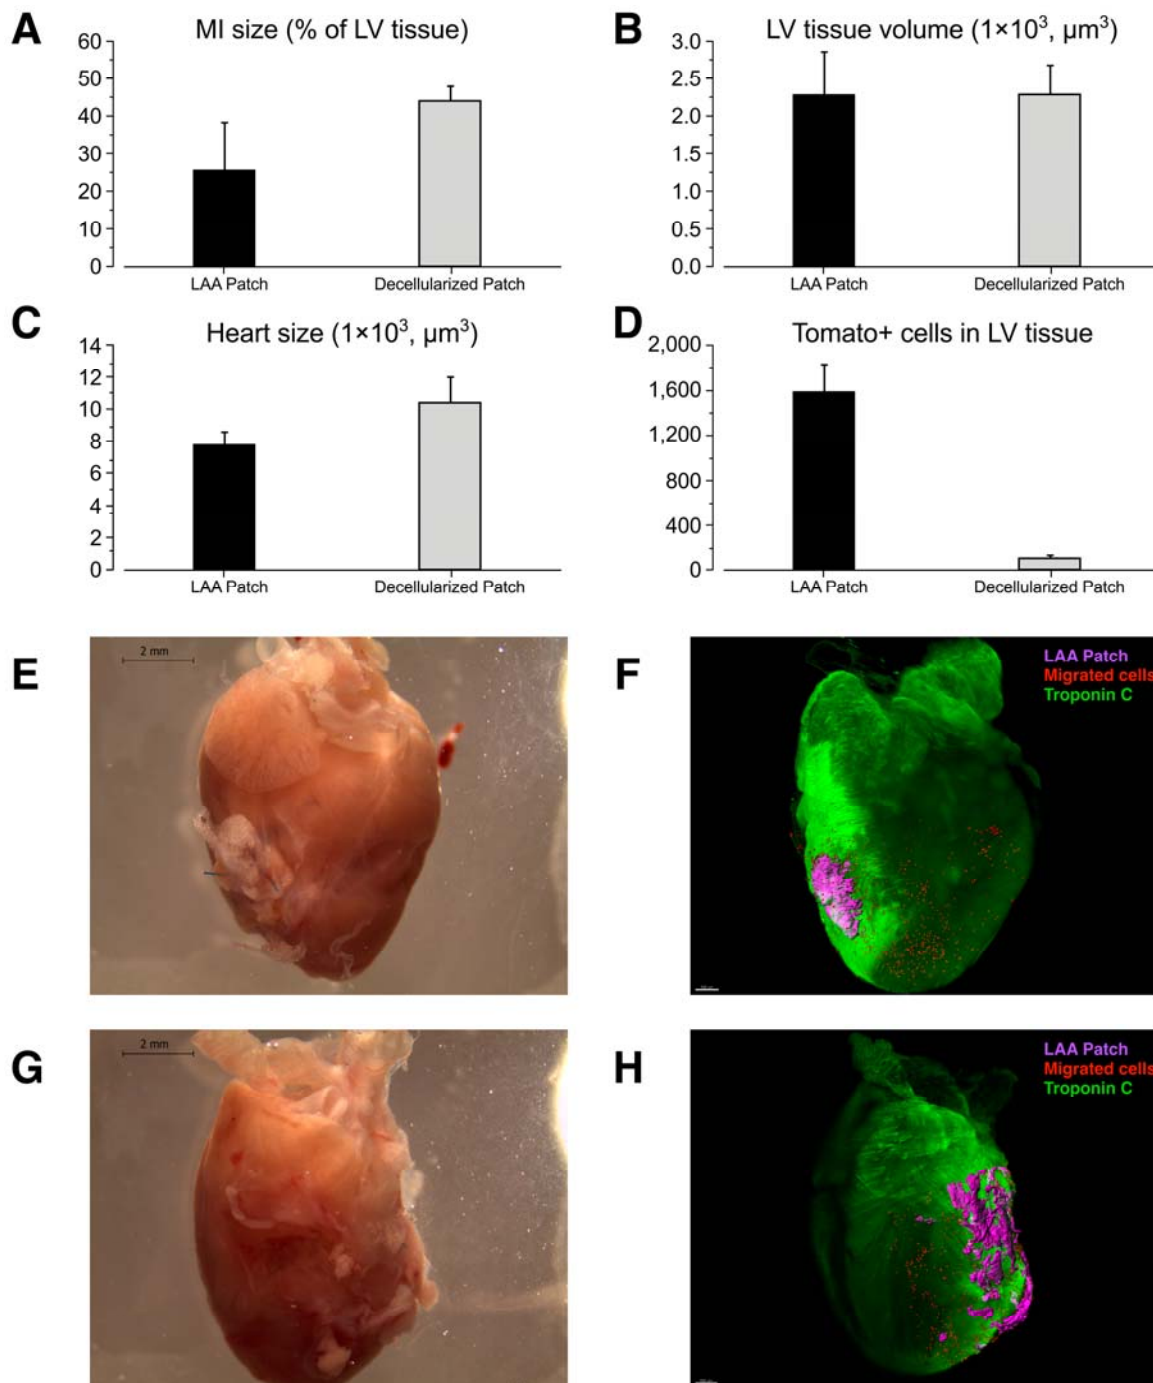 A
MI size (% of LV tissue)
60
50
40
30
20
10
0
LAA Patch
Decellularized Patch
B
LV tissue volume (1×10³, μm³)
3.0
2.5
2.0
1.5
1.0
0.5
0.0
LAA Patch
Decellularized Patch
C
Heart size (1×10³, μm³)
14
12
10
8
6
4
2
0
LAA Patch
Decellularized Patch
D
Tomato+ cells in LV tissue
2,000
1,600
1,200
800
400
0
LAA Patch
Decellularized Patch
E
2 mm
F
LAA Patch
Migrated cells
Troponin C
G
2 mm
H
LAA Patch
Migrated cells
Troponin C